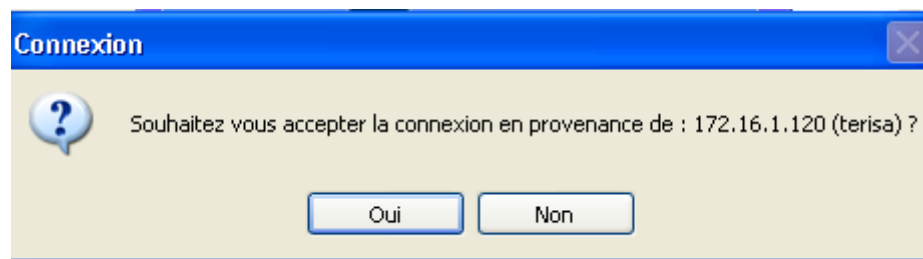 Connexion
Souhaitez vous accepter la connexion en provenance de : 172.16.1.120 (terisa) ?
Oui
Non